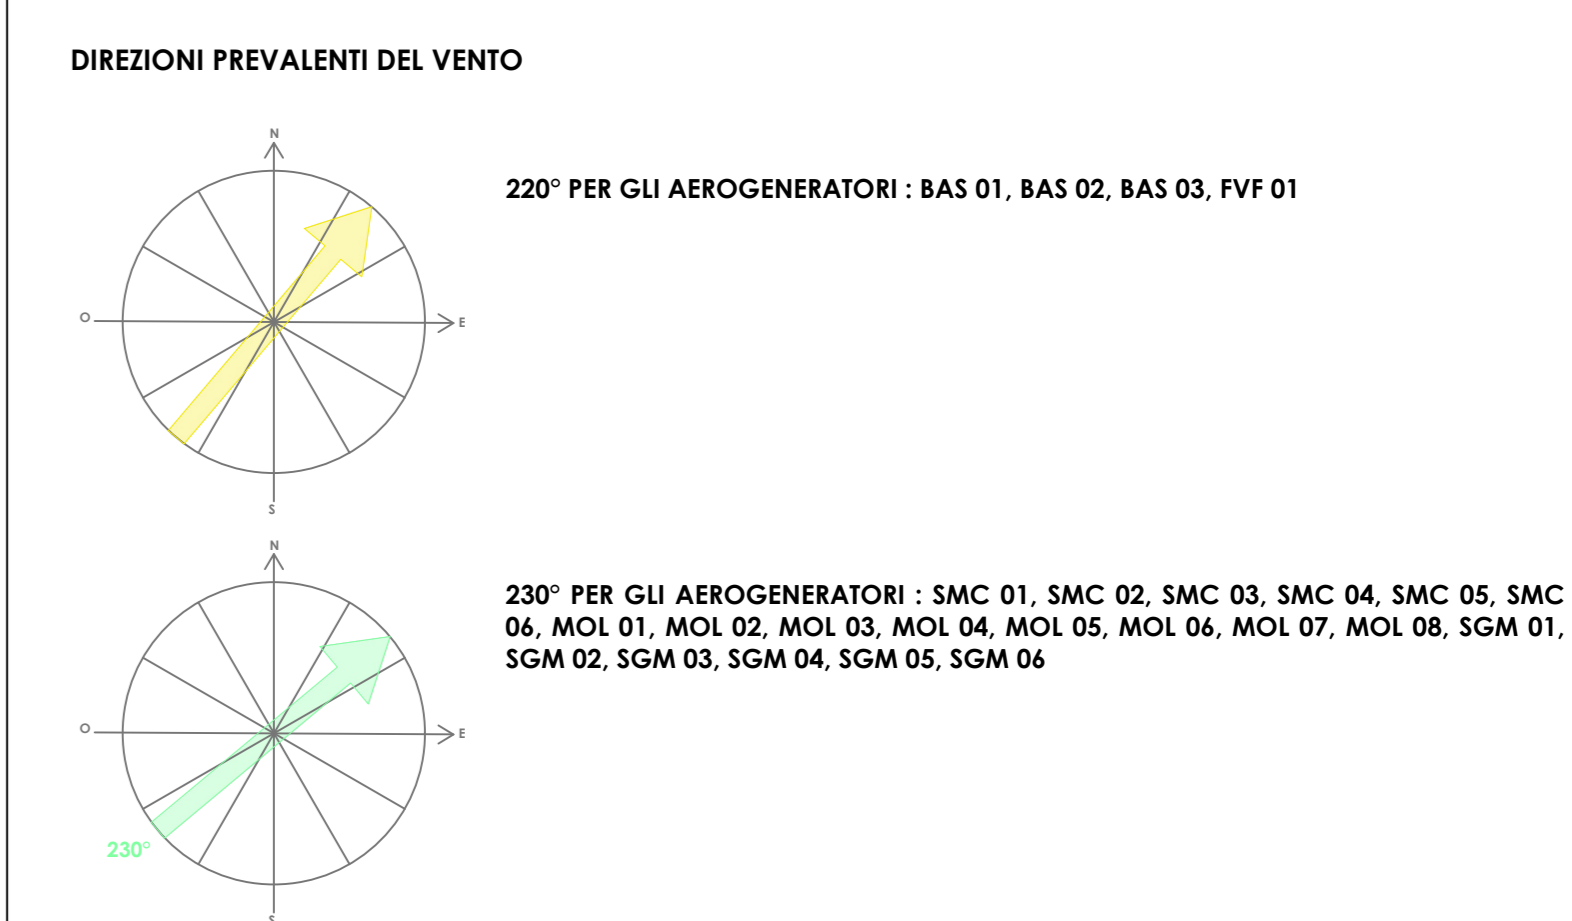 DIREZIONI PREVALENTI DEL VENTO
N
220° PER GLI AEROGENERATORI : BAS 01, BAS 02, BAS 03, FVF 01
O
E
S
N
230° PER GLI AEROGENERATORI : SMC 01, SMC 02, SMC 03, SMC 04, SMC 05, SMC
06, MOL 01, MOL 02, MOL 03, MOL 04, MOL 05, MOL 06, MOL 07, MOL 08, SGM 01,
SGM 02, SGM 03, SGM 04, SGM 05, SGM 06
O
E
230°
S